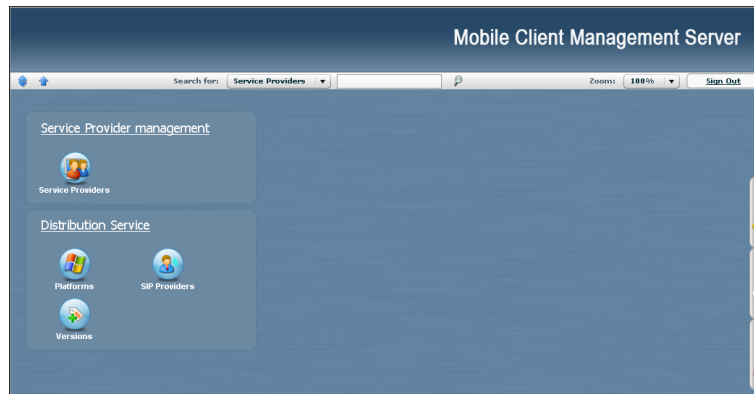 Mobile Client Management Server
Search for: Service Providers Zoom: 100% Sign Out
Service Provider management
Service Providers
Distribution Service
Platforms SIP Providers
Versions